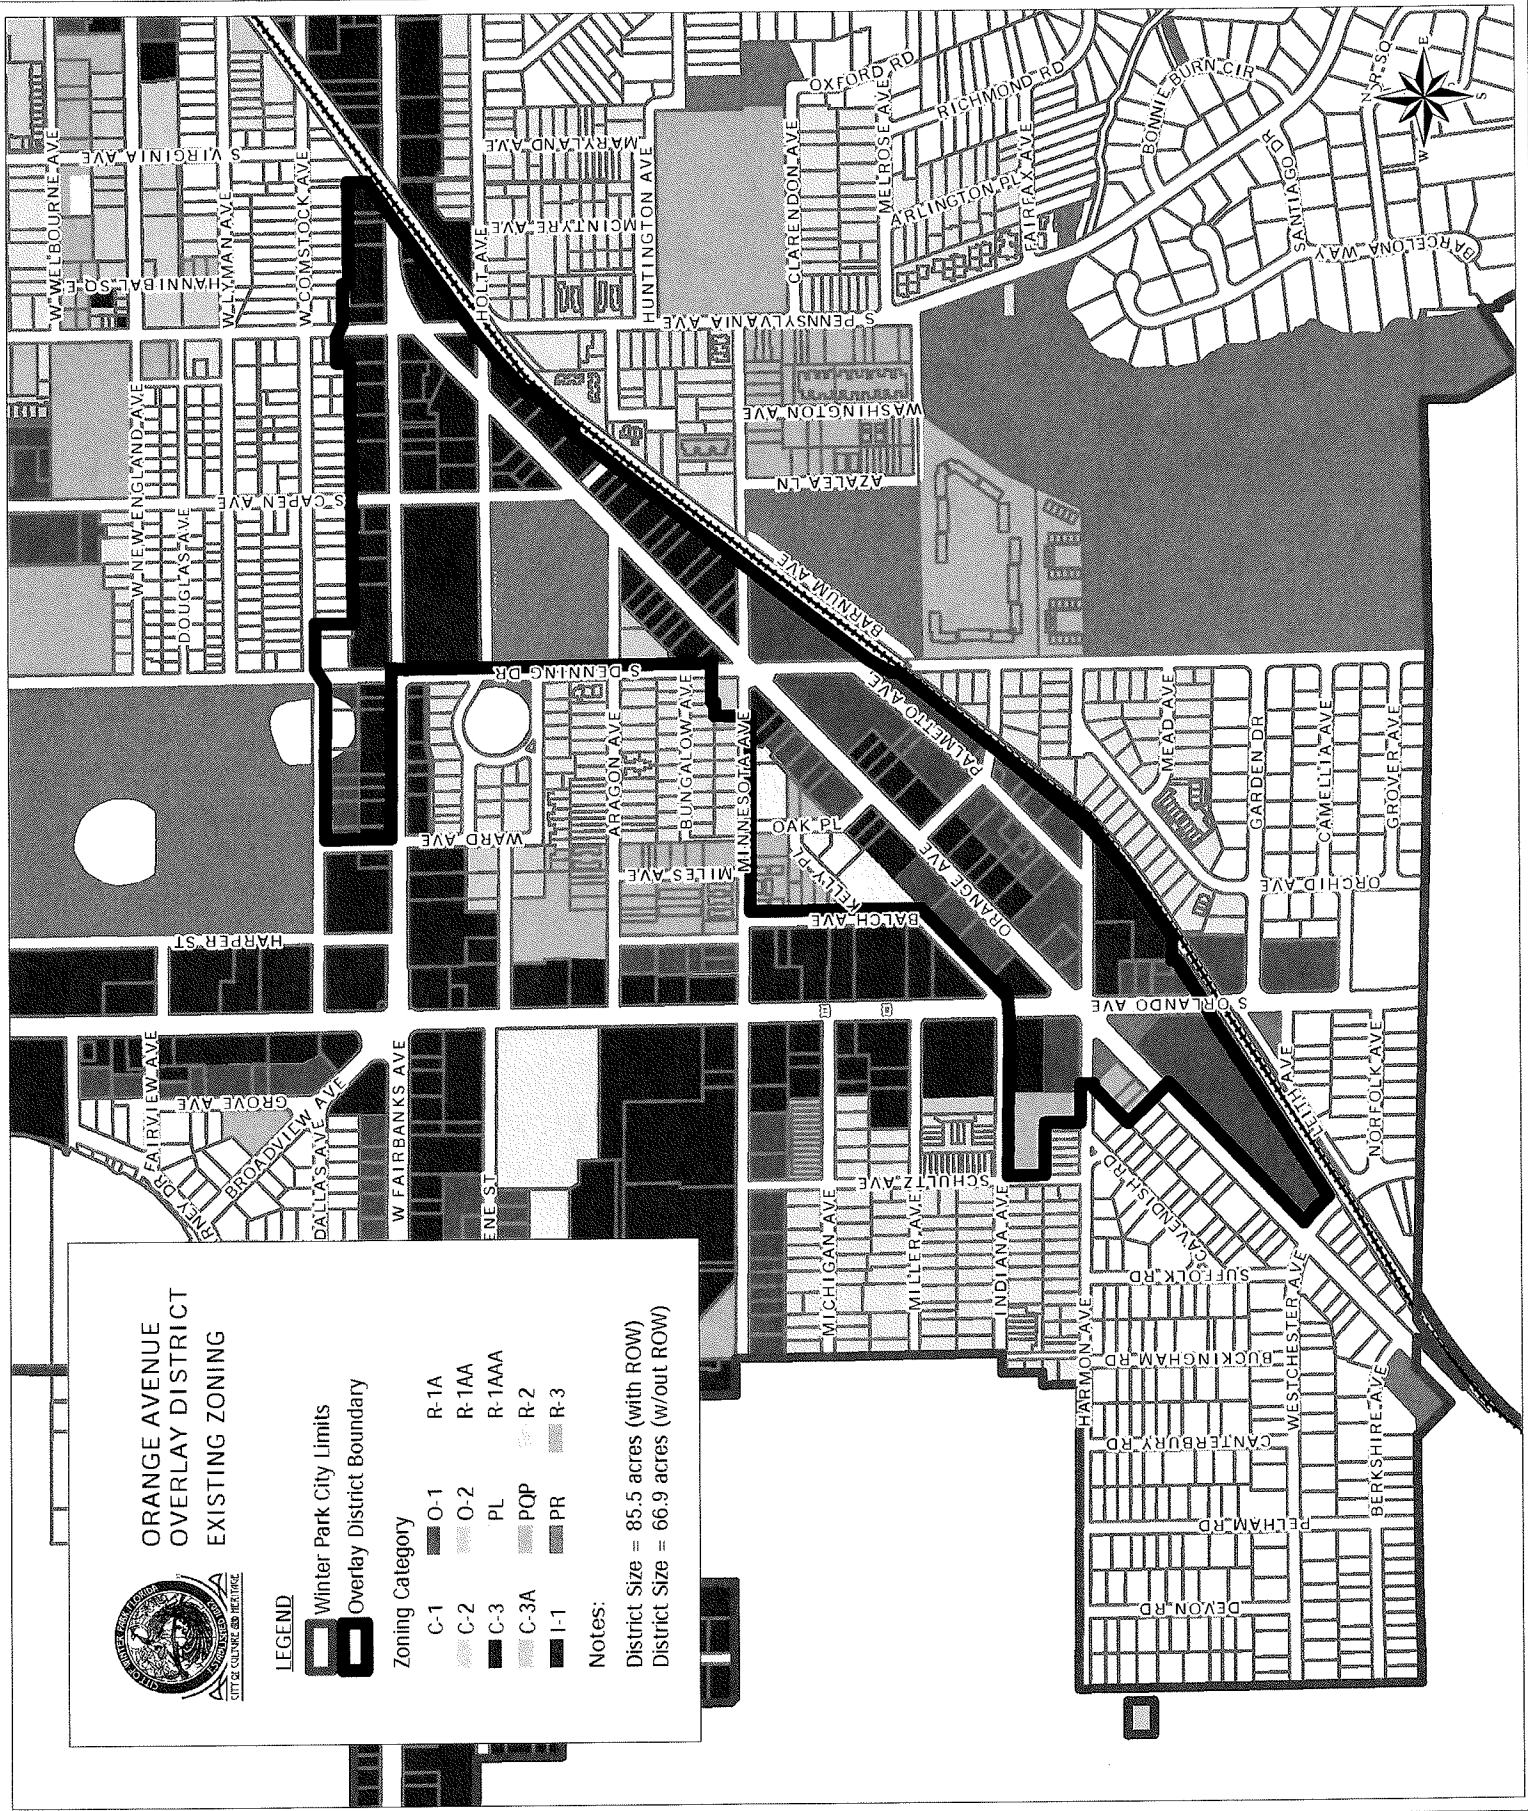 ORANGE AVENUE
OVERLAY DISTRICT
EXISTING ZONING
CITY OF CULTURE AND HERITAGE
LEGEND
Winter Park City Limits
Overlay District Boundary
Zoning Category
C-1
O-1
R-1A
C-2
O-2
R-1AA
C-3
PL
R-1AAA
C-3A
PQP
R-2
I-1
PR
R-3
Notes:
District Size = 85.5 acres (with ROW)
District Size = 66.9 acres (w/out ROW)
W WELBOURNE AVE
S VIRGINIA AVE
HANNIBAL SQ E
W LYMAN AVE
W COMSTOCK AVE
W NEW ENGLAND AVE
DOUGLAS AVE
S CAPEN AVE
HOLT AVE
MARYLAND AVE
MCINTYRE AVE
HUNTINGTON AVE
S PENNSYLVANIA AVE
CLARENDON AVE
OXFORD RD
MELROSE AVE
RICHMOND RD
ARLINGTON PL
FAIRFAX AVE
BONNIE BURN CIR
SANTIAGO DR
BARCELONA WAY
N
E
S
W
WASHINGTON AVE
AZALEA LN
BARNUM AVE
S DENNING DR
WARD AVE
ARAGON AVE
BUNGALOW AVE
MINNESOTA AVE
MILES AVE
OAK PL
KELLY PL
BALCH AVE
ORANGE AVE
PALMETTO AVE
MEAD AVE
GARDEN DR
CAMELLIA AVE
GROVER AVE
ORCHID AVE
HARPER ST
S ORLANDO AVE
FAIRVIEW AVE
GROVE AVE
BROADVIEW AVE
DALLAS AVE
W FAIRBANKS AVE
ENE ST
MICHIGAN AVE
MILLER AVE
SCHULTZ AVE
INDIANA AVE
HARMON AVE
CAVENDISH RD
SUFFOLK RD
BUCKINGHAM RD
CANTERBURY RD
WESTCHESTER AVE
BERKSHIRE AVE
PELHAM RD
DEVON RD
LEITH AVE
NORFOLK AVE